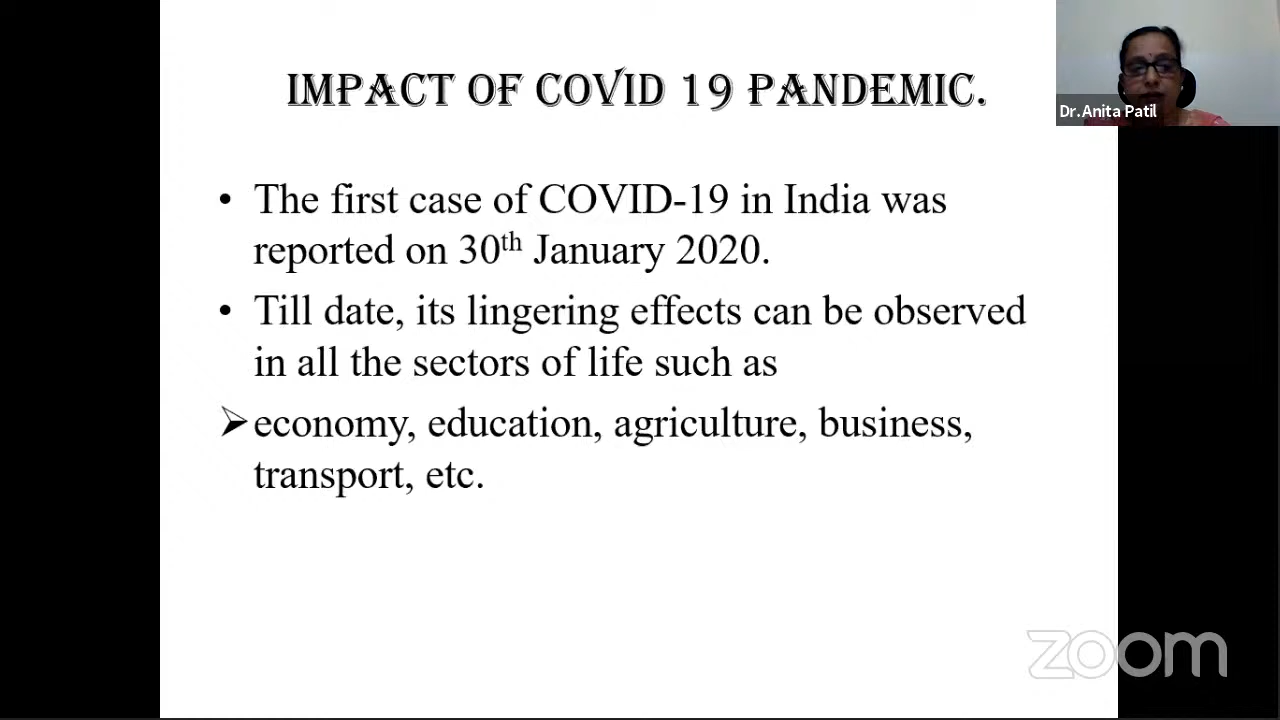 IMPACT OF COVID 19 PANDEMIC.
Dr.Anita Patil
• The first case of COVID-19 in India was
reported on 30th January 2020.
• Till date, its lingering effects can be observed
in all the sectors of life such as
➢ economy, education, agriculture, business,
transport, etc.
zoom